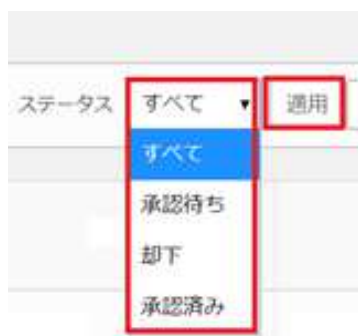 ステータス すべて 適用
すべて
承認待ち
却下
承認済み